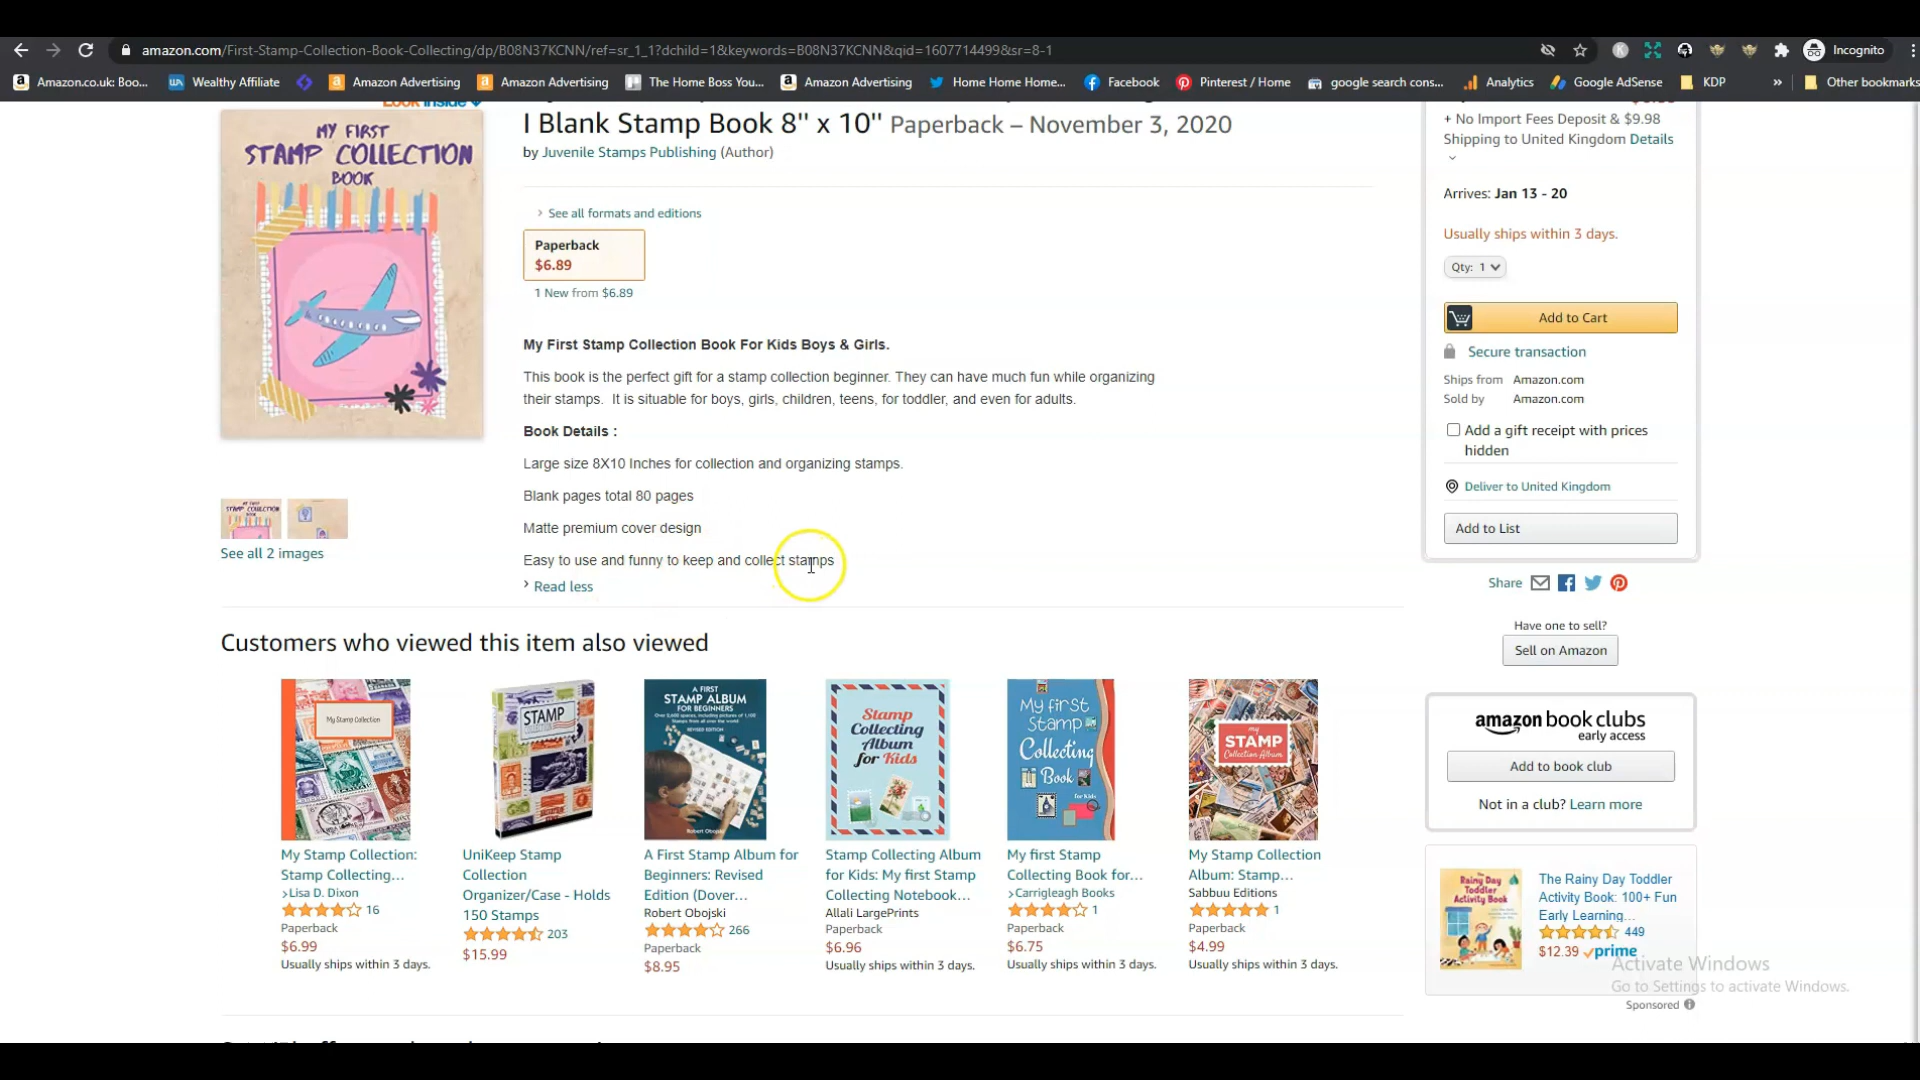 amazon.com/First-Stamp-Collection-Book-Collecting/dp/B08N37KCNN/ref=sr_1_1?dchild=1&keywords=B08N37KCNN&qid=1607714499&sr=8-1
Incognito
Amazon.co.uk: Boo...
Wealthy Affiliate
Amazon Advertising
Amazon Advertising
The Home Boss You...
Amazon Advertising
Home Home Home...
Facebook
Pinterest / Home
google search cons...
Analytics
Google AdSense
KDP
»
Other bookmarks
MY FIRST
STAMP COLLECTION
BOOK
See all 2 images
I Blank Stamp Book 8'' x 10'' Paperback – November 3, 2020
by Juvenile Stamps Publishing (Author)
See all formats and editions
Paperback
$6.89
1 New from $6.89
My First Stamp Collection Book For Kids Boys & Girls.
This book is the perfect gift for a stamp collection beginner. They can have much fun while organizing
their stamps.  It is situable for boys, girls, children, teens, for toddler, and even for adults.
Book Details :
Large size 8X10 Inches for collection and organizing stamps.
Blank pages total 80 pages
Matte premium cover design
Easy to use and funny to keep and collect stamps
Read less
+ No Import Fees Deposit & $9.98
Shipping to United Kingdom Details
Arrives: Jan 13 - 20
Usually ships within 3 days.
Qty: 1
Add to Cart
Secure transaction
Ships from Amazon.com
Sold by Amazon.com
Add a gift receipt with prices
hidden
Deliver to United Kingdom
Add to List
Share
Have one to sell?
Sell on Amazon
amazon book clubs
early access
Add to book club
Not in a club? Learn more
Customers who viewed this item also viewed
My Stamp Collection
My Stamp Collection:
Stamp Collecting...
›Lisa D. Dixon
16
Paperback
$6.99
Usually ships within 3 days.
STAMP
UniKeep Stamp
Collection
Organizer/Case - Holds
150 Stamps
203
$15.99
A FIRST
STAMP ALBUM
FOR BEGINNERS
REVISED EDITION
Robert Obojski
A First Stamp Album for
Beginners: Revised
Edition (Dover...
Robert Obojski
266
Paperback
$8.95
Stamp
Collecting
Album
for Kids
Stamp Collecting Album
for Kids: My first Stamp
Collecting Notebook...
Allali LargePrints
Paperback
$6.96
Usually ships within 3 days.
My first
Stamp
Collecting
Book
for Kids
My first Stamp
Collecting Book for...
›Carrigleagh Books
1
Paperback
$6.75
Usually ships within 3 days.
my
STAMP
Collection Album
My Stamp Collection
Album: Stamp...
Sabbuu Editions
1
Paperback
$4.99
Usually ships within 3 days.
Rainy Day
Toddler
Activity Book
The Rainy Day Toddler
Activity Book: 100+ Fun
Early Learning...
449
$12.39 prime
Sponsored
Activate Windows
Go to Settings to activate Windows.